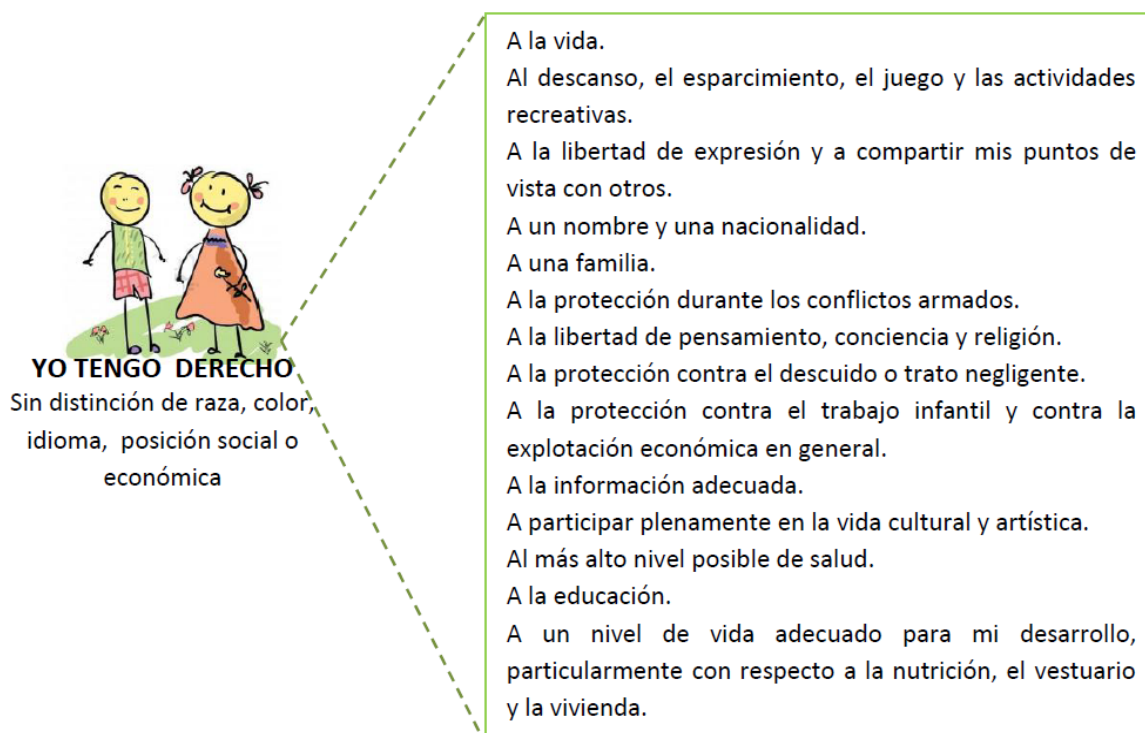 YO TENGO DERECHO
Sin distinción de raza, color,
idioma, posición social o
económica
A la vida.
Al descanso, el esparcimiento, el juego y las actividades
recreativas.
A la libertad de expresión y a compartir mis puntos de
vista con otros.
A un nombre y una nacionalidad.
A una familia.
A la protección durante los conflictos armados.
A la libertad de pensamiento, conciencia y religión.
A la protección contra el descuido o trato negligente.
A la protección contra el trabajo infantil y contra la
explotación económica en general.
A la información adecuada.
A participar plenamente en la vida cultural y artística.
Al más alto nivel posible de salud.
A la educación.
A un nivel de vida adecuado para mi desarrollo,
particularmente con respecto a la nutrición, el vestuario
y la vivienda.